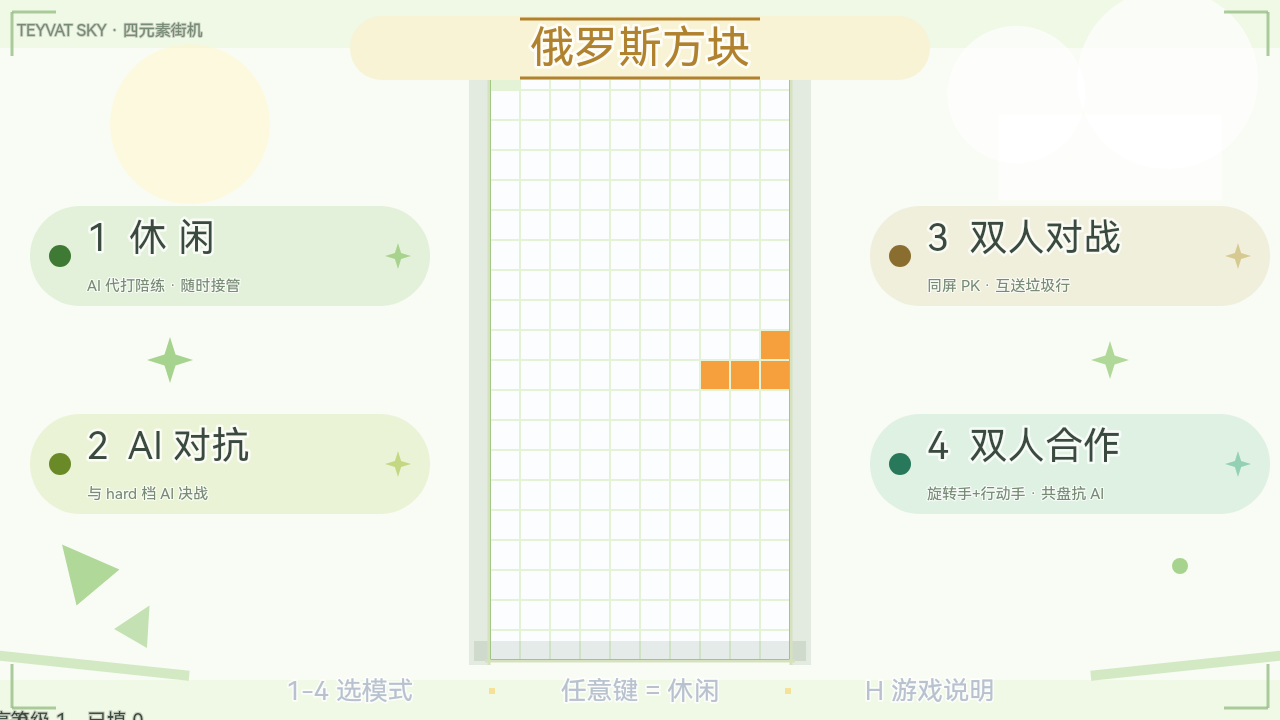 TEYVAT SKY · 四元素街机
俄罗斯方块
1 休 闲
AI 代打陪练 · 随时接管
2 AI 对抗
与 hard 档 AI 决战
3 双人对战
同屏 PK · 互送垃圾行
4 双人合作
旋转手+行动手 · 共盘抗 AI
1-4 选模式 任意键 = 休闲 H 游戏说明